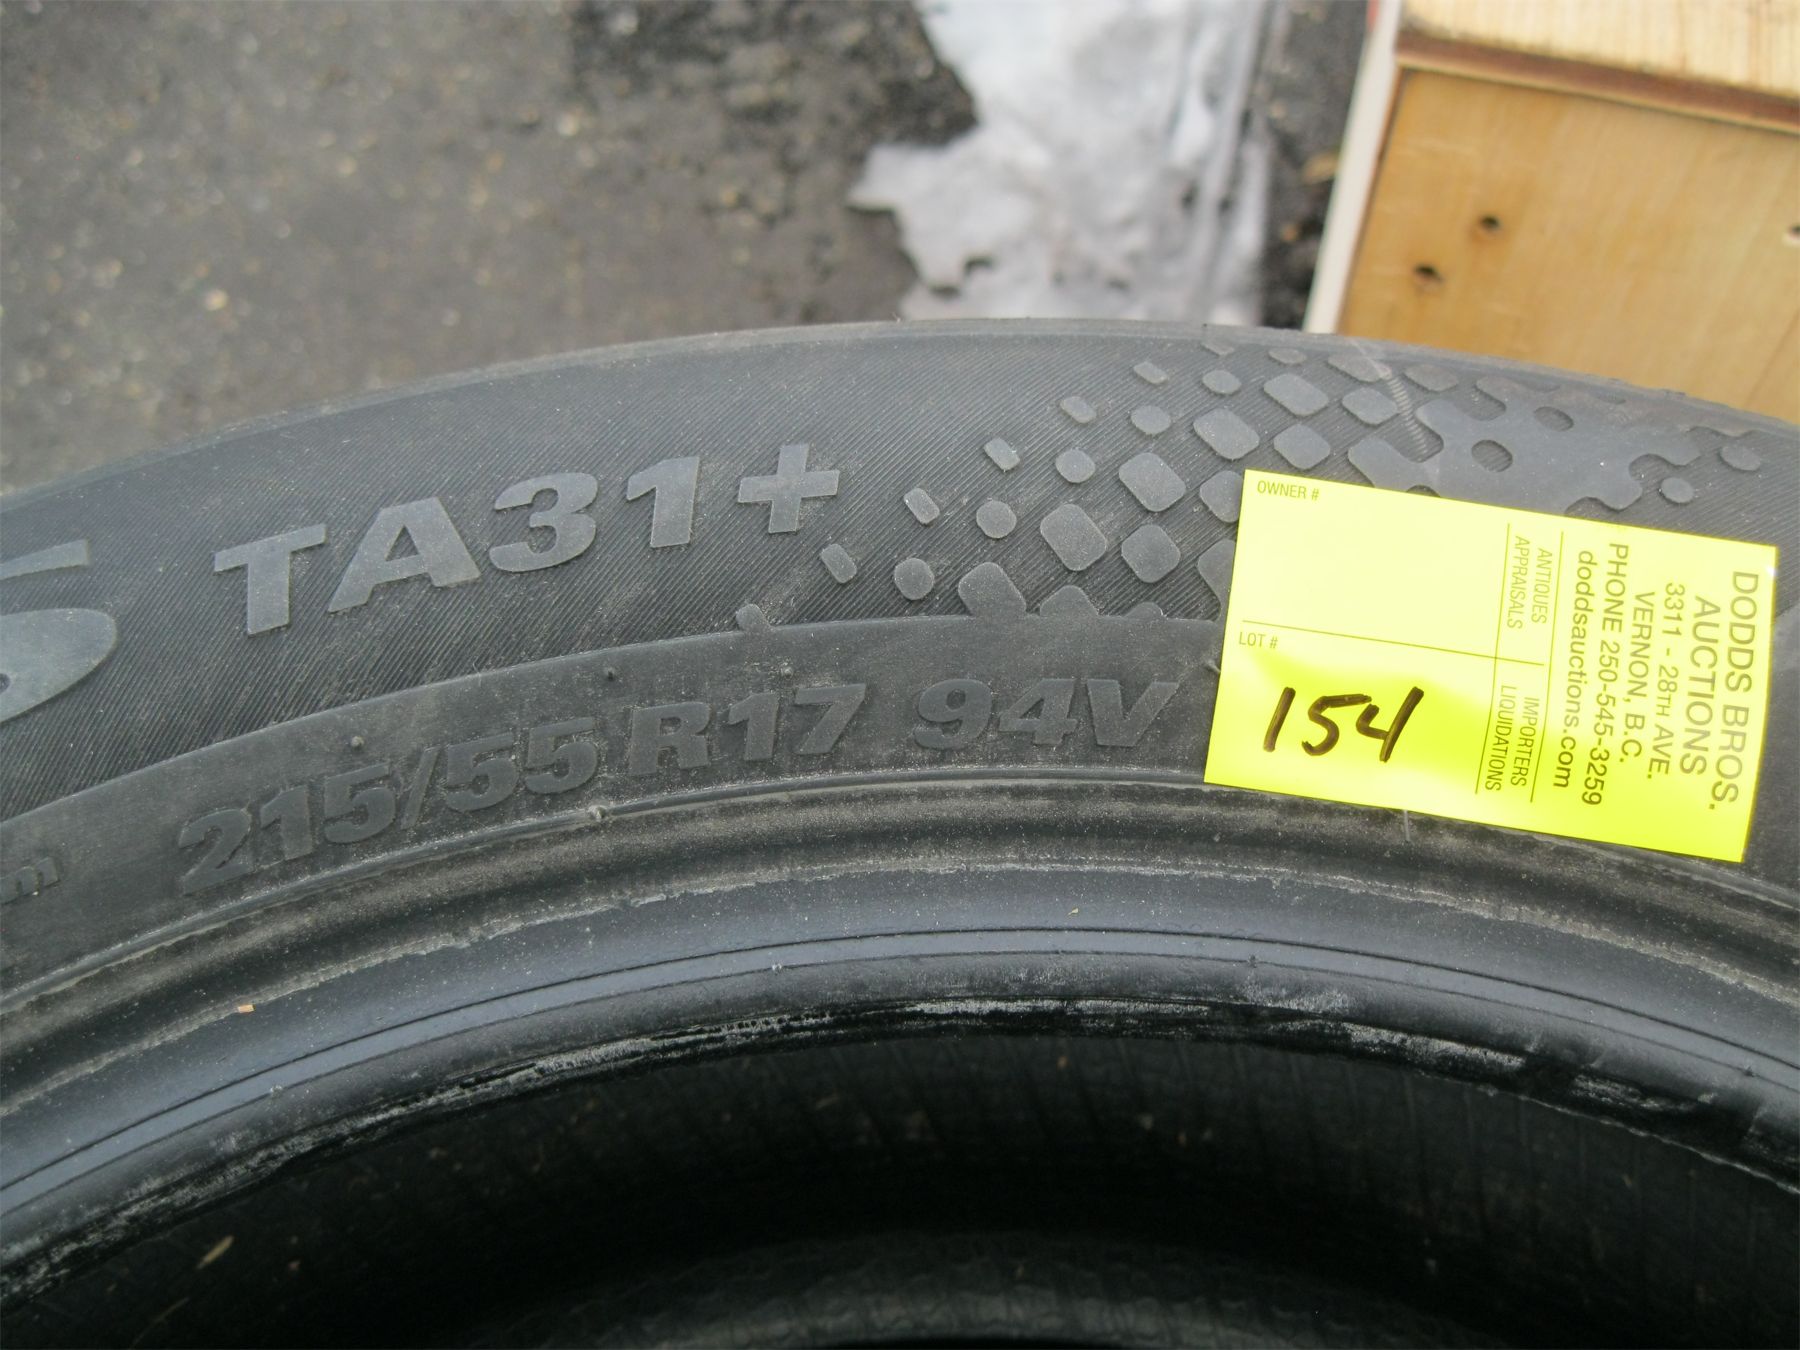 S TA31+
215/55 R17 94V
m
OWNER #
LOT #
154
ANTIQUES
APPRAISALS
IMPORTERS
LIQUIDATIONS
DODDS BROS.
AUCTIONS
3311 - 28TH AVE.
VERNON, B.C.
PHONE 250-545-3259
doddsauctions.com